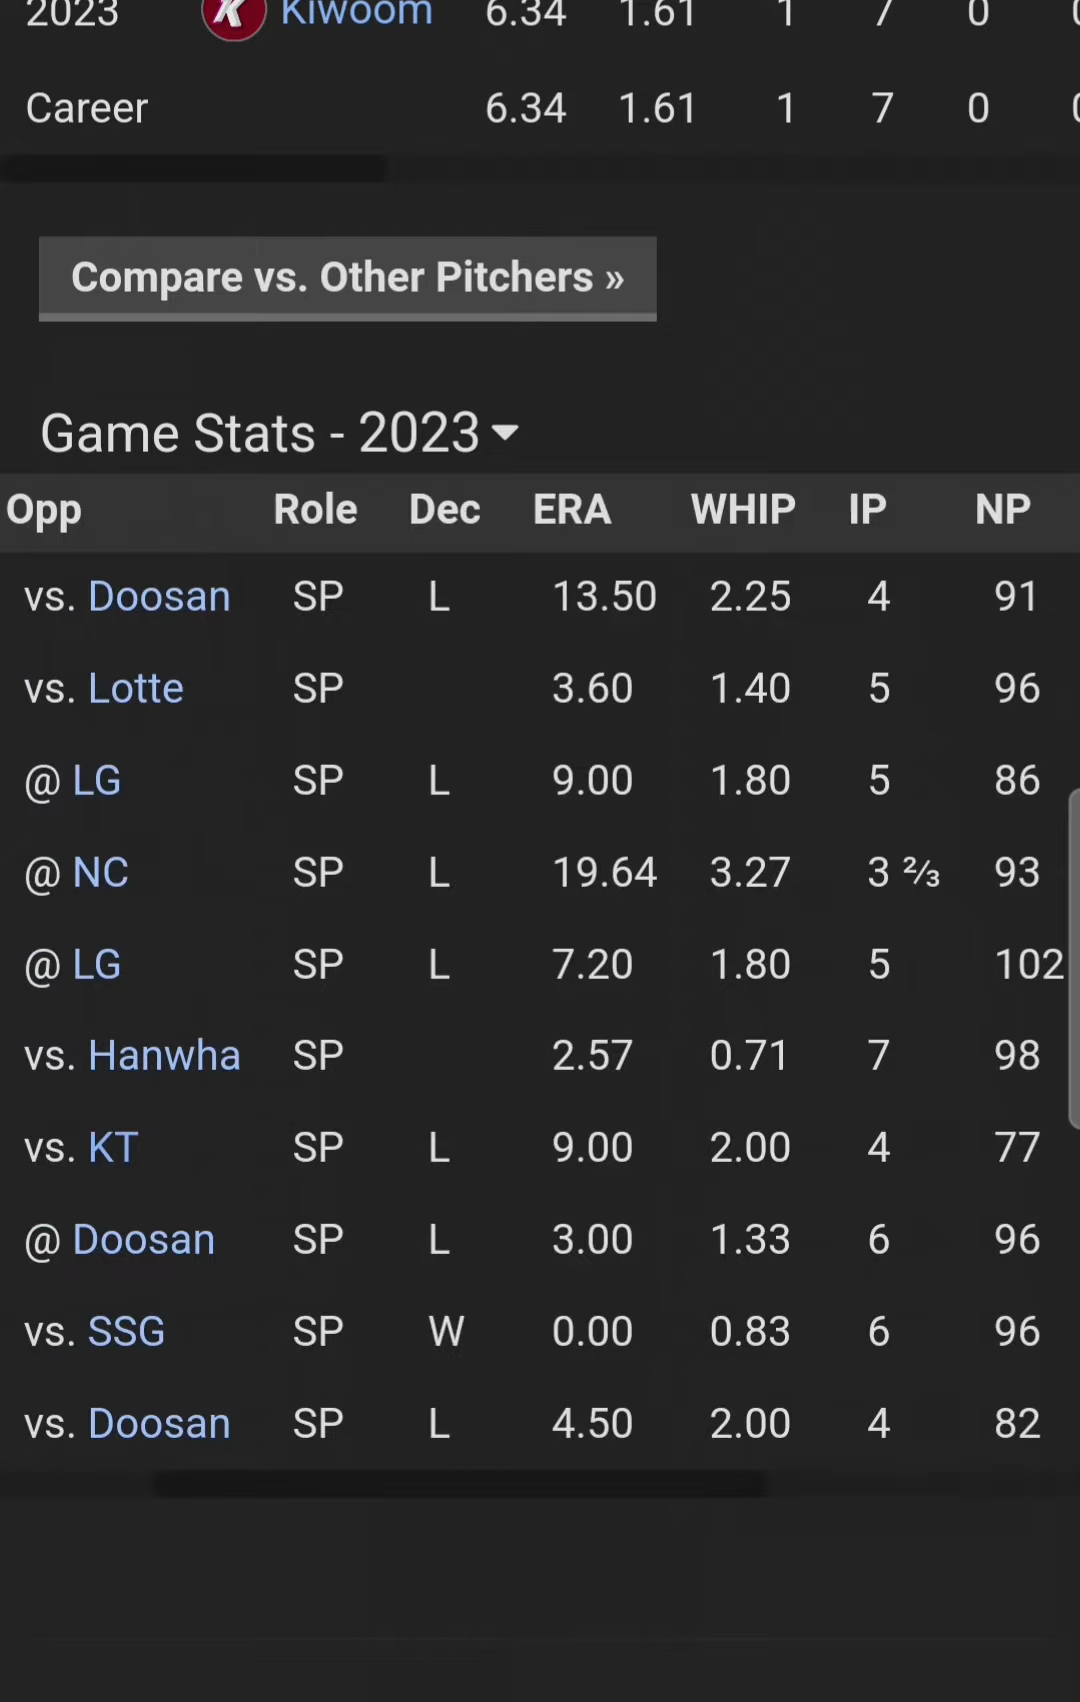 2023 K Kiwoom 6.34 1.61 1 7 0
Career 6.34 1.61 1 7 0
Compare vs. Other Pitchers »
Game Stats - 2023
Opp Role Dec ERA WHIP IP NP
vs. Doosan SP L 13.50 2.25 4 91
vs. Lotte SP 3.60 1.40 5 96
@ LG SP L 9.00 1.80 5 86
@ NC SP L 19.64 3.27 3 ⅔ 93
@ LG SP L 7.20 1.80 5 102
vs. Hanwha SP 2.57 0.71 7 98
vs. KT SP L 9.00 2.00 4 77
@ Doosan SP L 3.00 1.33 6 96
vs. SSG SP W 0.00 0.83 6 96
vs. Doosan SP L 4.50 2.00 4 82